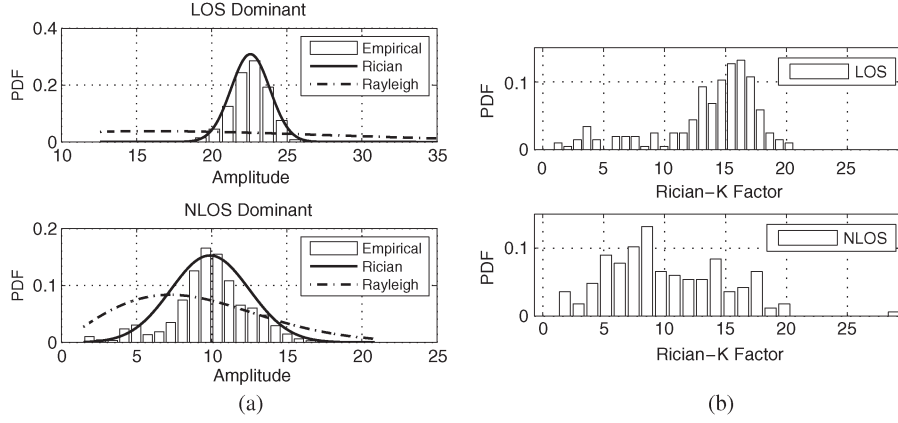 LOS Dominant
0.4
0.2
0
PDF
Empirical
Rician
Rayleigh
10 15 20 25 30 35
Amplitude
NLOS Dominant
0.2
0.1
0
PDF
Empirical
Rician
Rayleigh
0 5 10 15 20 25
Amplitude
(a)
0.1
0
PDF
LOS
0 5 10 15 20 25
Rician−K Factor
0.1
0
PDF
NLOS
0 5 10 15 20 25
Rician−K Factor
(b)